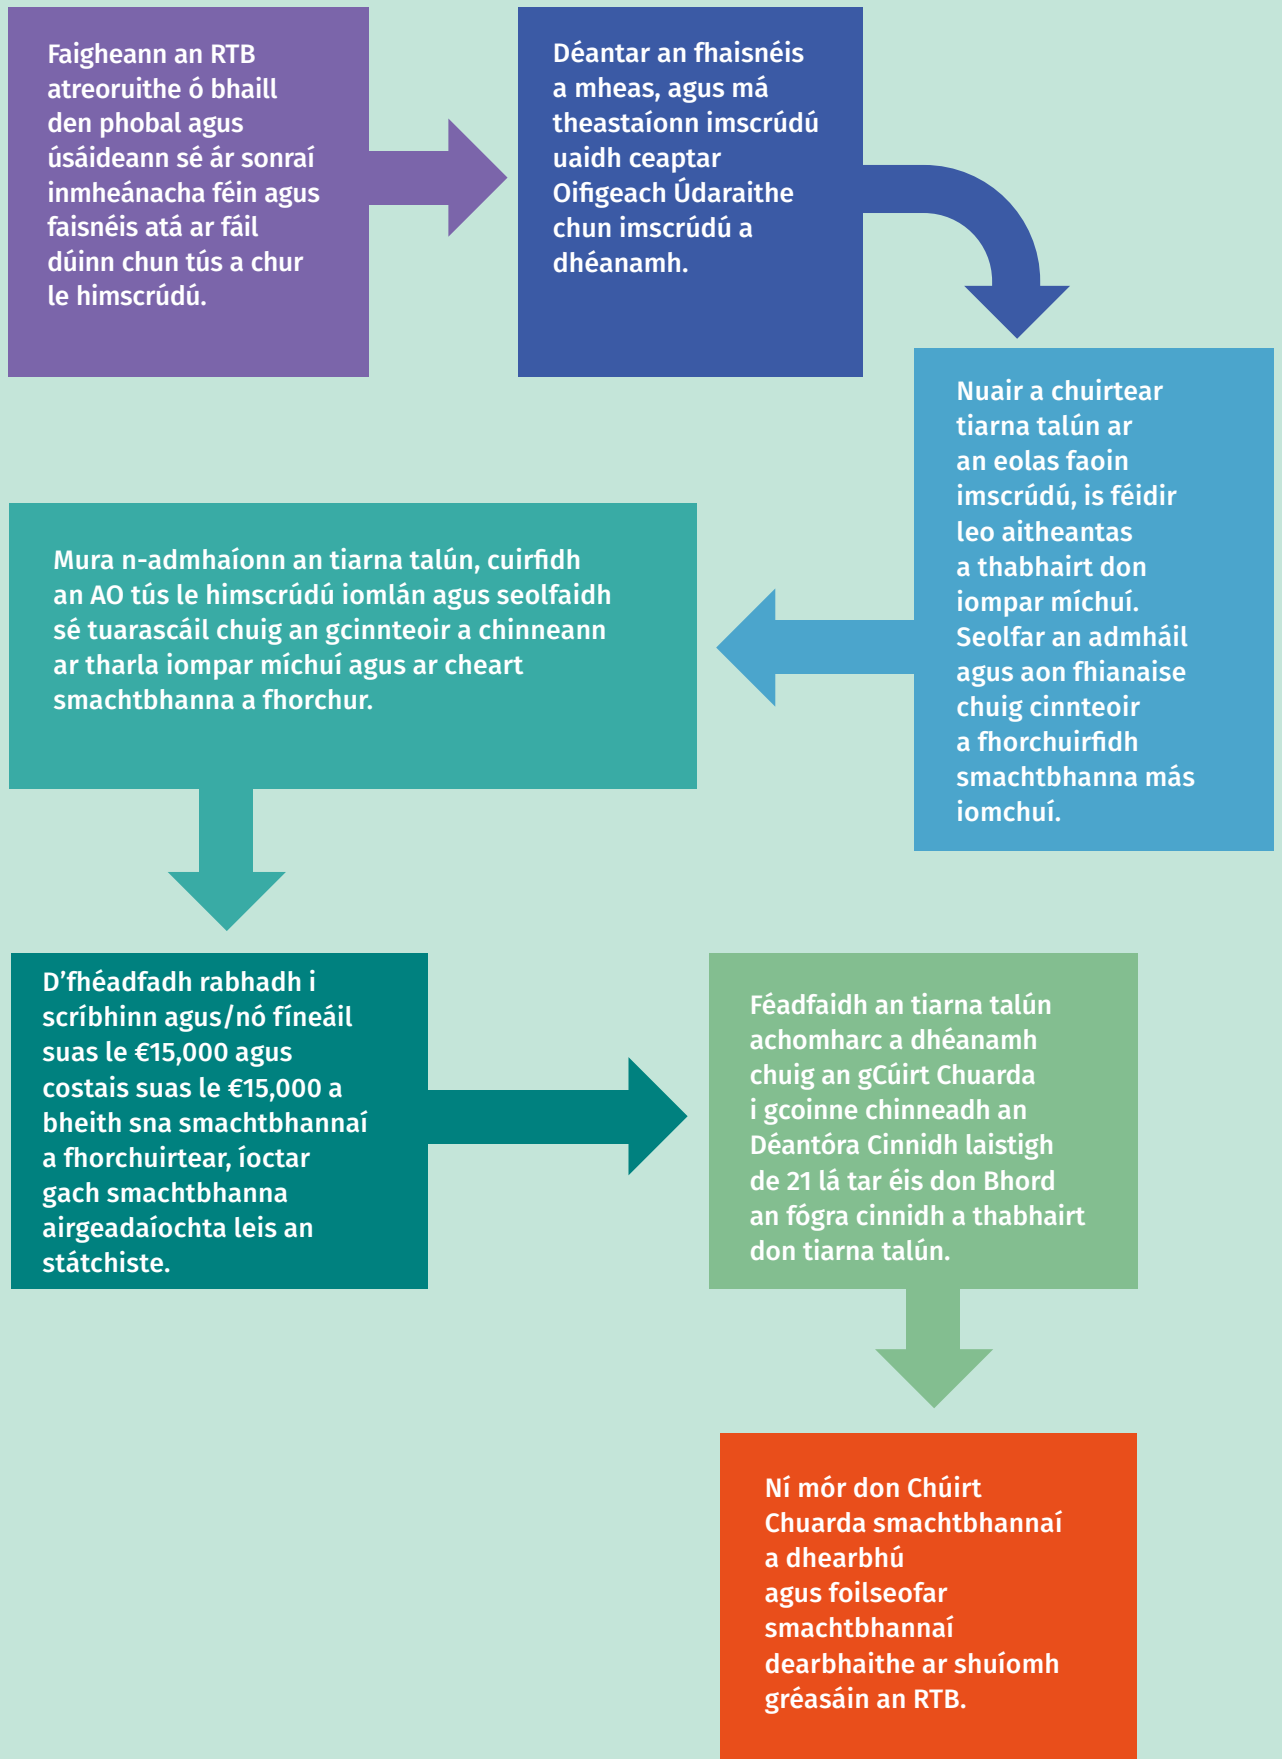 Faigheann an RTB
atreoruithe ó bhaill
den phobal agus
úsáideann sé ár sonraí
inmheánacha féin agus
faisnéis atá ar fáil
dúinn chun tús a chur
le himscrúdú.
Déantar an fhaisnéis
a mheas, agus má
theastaíonn imscrúdú
uaidh ceaptar
Oifigeach Údaraithe
chun imscrúdú a
dhéanamh.
Nuair a chuirtear
tiarna talún ar
an eolas faoin
imscrúdú, is féidir
leo aitheantas
a thabhairt don
iompar míchuí.
Seolfar an admháil
agus aon fhianaise
chuig cinnteoir
a fhorchuirfidh
smachtbhanna más
iomchuí.
Mura n-admhaíonn an tiarna talún, cuirfidh
an AO tús le himscrúdú iomlán agus seolfaidh
sé tuarascáil chuig an gcinnteoir a chinneann
ar tharla iompar míchuí agus ar cheart
smachtbhanna a fhorchur.
D’fhéadfadh rabhadh i
scríbhinn agus/nó fíneáil
suas le €15,000 agus
costais suas le €15,000 a
bheith sna smachtbhannaí
a fhorchuirtear, íoctar
gach smachtbhanna
airgeadaíochta leis an
státchiste.
Féadfaidh an tiarna talún
achomharc a dhéanamh
chuig an gCúirt Chuarda
i gcoinne chinneadh an
Déantóra Cinnidh laistigh
de 21 lá tar éis don Bhord
an fógra cinnidh a thabhairt
don tiarna talún.
Ní mór don Chúirt
Chuarda smachtbhannaí
a dhearbhú
agus foilseofar
smachtbhannaí
dearbhaithe ar shuíomh
gréasáin an RTB.